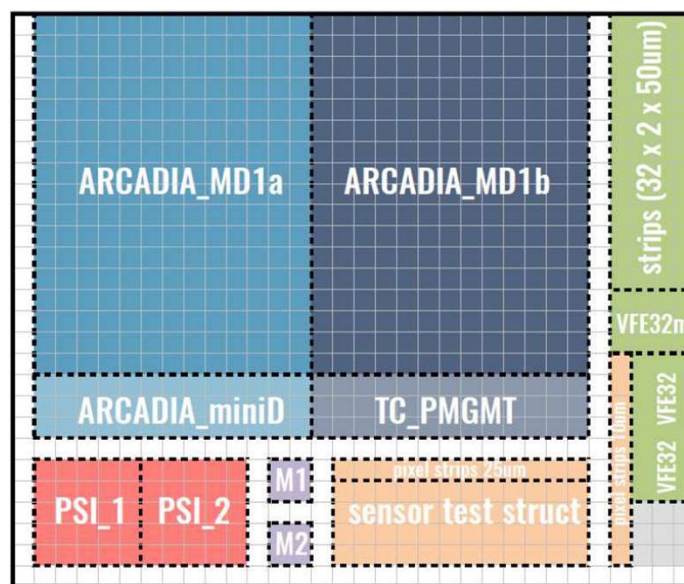 ARCADIA_MD1a
ARCADIA_MD1b
strips (32 x 2 x 50um)
VFE32m
ARCADIA_miniD
TC_PMGMT
VFE32 VFE32
pixel strips 10um
pixel strips 25um
PSI_1
PSI_2
M1
sensor test struct
M2